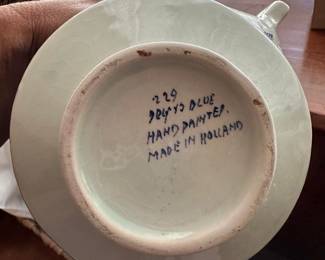 229
DELFTS BLUE
HAND PAINTED.
MADE IN HOLLAND